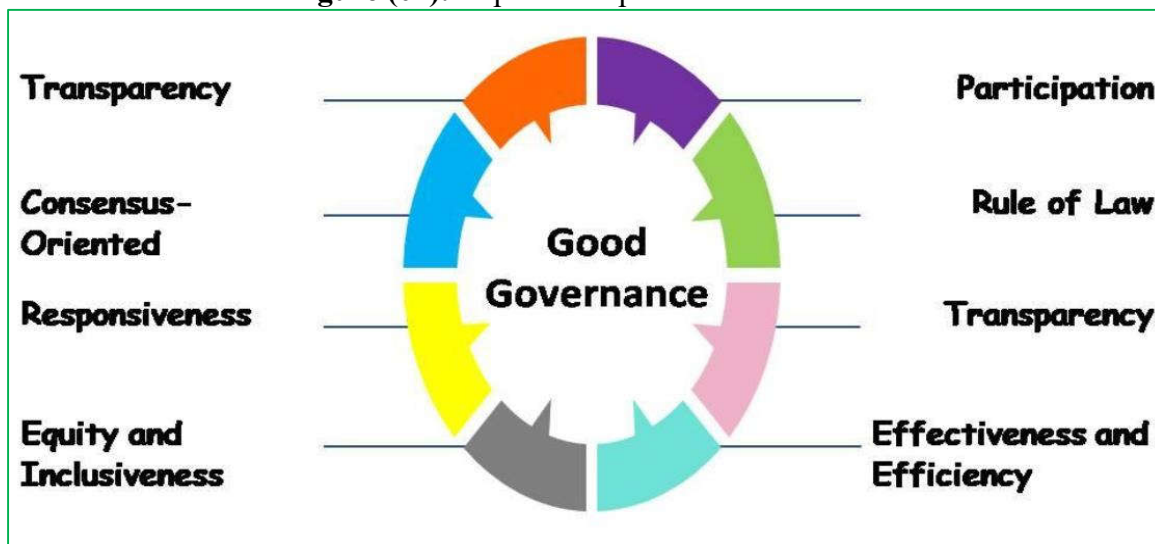 Transparency
Participation
Consensus-
Oriented
Rule of Law
Good
Governance
Responsiveness
Transparency
Equity and
Inclusiveness
Effectiveness and
Efficiency